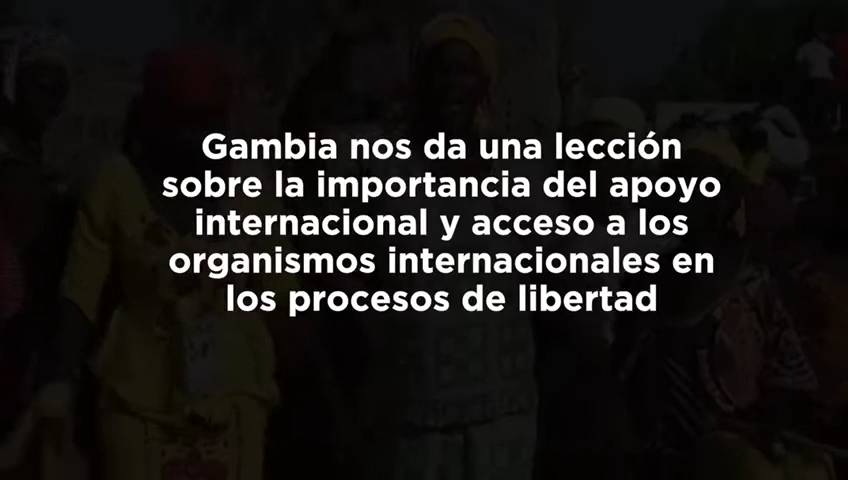 Gambia nos da una lección
sobre la importancia del apoyo
internacional y acceso a los
organismos internacionales en
los procesos de libertad